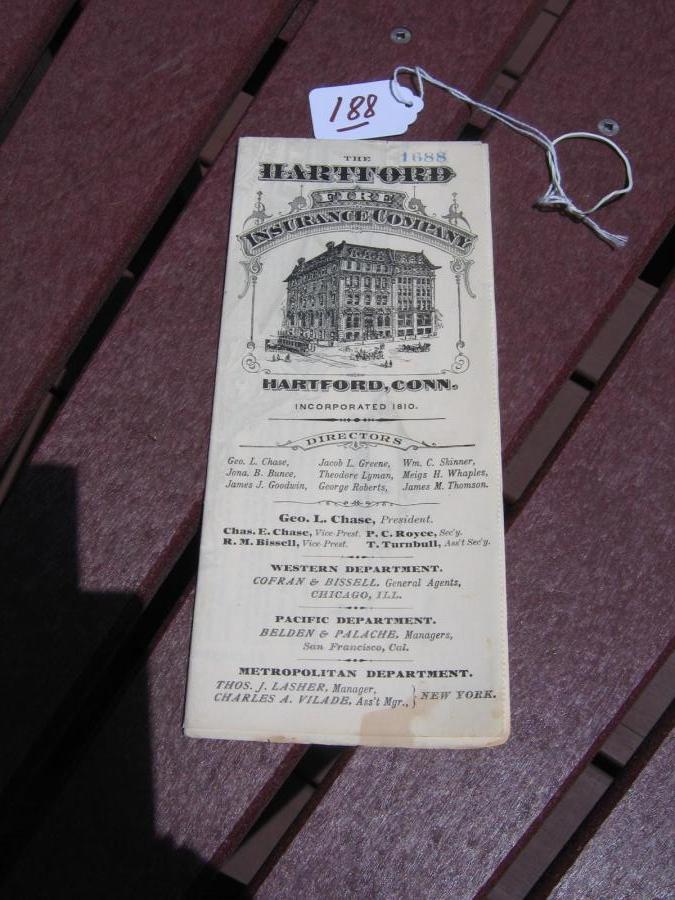 188
THE 1688
HARTFORD
FIRE
INSURANCE COMPANY
HARTFORD, CONN.
INCORPORATED 1810.
DIRECTORS
Geo. L. Chase, Jacob L. Greene, Wm. C. Skinner,
Jona. B. Bunce, Theodore Lyman, Meigs H. Whaples,
James J. Goodwin, George Roberts, James M. Thomson.
Geo. L. Chase, President.
Chas. E. Chase, Vice-Prest. P. C. Royce, Sec'y.
R. M. Bissell, Vice-Prest. T. Turnbull, Ass't Sec'y.
WESTERN DEPARTMENT.
COFRAN & BISSELL, General Agents,
CHICAGO, ILL.
PACIFIC DEPARTMENT.
BELDEN & PALACHE, Managers,
San Francisco, Cal.
METROPOLITAN DEPARTMENT.
THOS. J. LASHER, Manager,
CHARLES A. VILADE, Ass't Mgr., } NEW YORK.